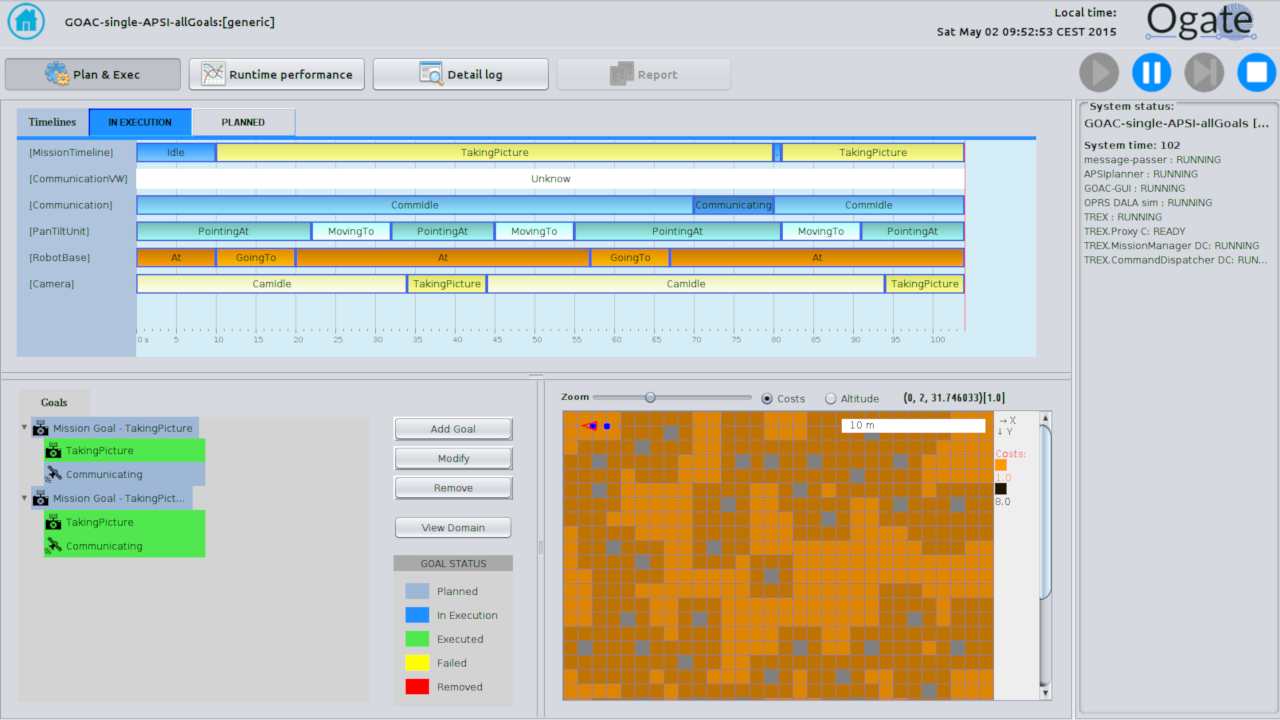 GOAC-single-APSI-allGoals:[generic]
Local time:
Sat May 02 09:52:53 CEST 2015
Ogate
Plan & Exec
Runtime performance
Detail log
Report
Timelines
IN EXECUTION
PLANNED
[MissionTimeline]
Idle
TakingPicture
TakingPicture
[CommunicationVW]
Unknow
[Communication]
CommIdle
Communicating
CommIdle
[PanTiltUnit]
PointingAt
MovingTo
PointingAt
MovingTo
PointingAt
MovingTo
PointingAt
[RobotBase]
At
GoingTo
At
GoingTo
At
[Camera]
CamIdle
TakingPicture
CamIdle
TakingPicture
0 s 5 10 15 20 25 30 35 40 45 50 55 60 65 70 75 80 85 90 95 100
System status:
GOAC-single-APSI-allGoals [...
System time: 102
message-passer : RUNNING
APSIplanner : RUNNING
GOAC-GUI : RUNNING
OPRS DALA sim : RUNNING
TREX : RUNNING
TREX.Proxy C: READY
TREX.MissionManager DC: RUNNING
TREX.CommandDispatcher DC: RUN...
Goals
Mission Goal - TakingPicture
TakingPicture
Communicating
Mission Goal - TakingPict...
TakingPicture
Communicating
Add Goal
Modify
Remove
View Domain
GOAL STATUS
Planned
In Execution
Executed
Failed
Removed
Zoom
Costs
Altitude
(0, 2, 31.746033)[1.0]
10 m
→ X
↓ Y
Costs:
1.0
8.0